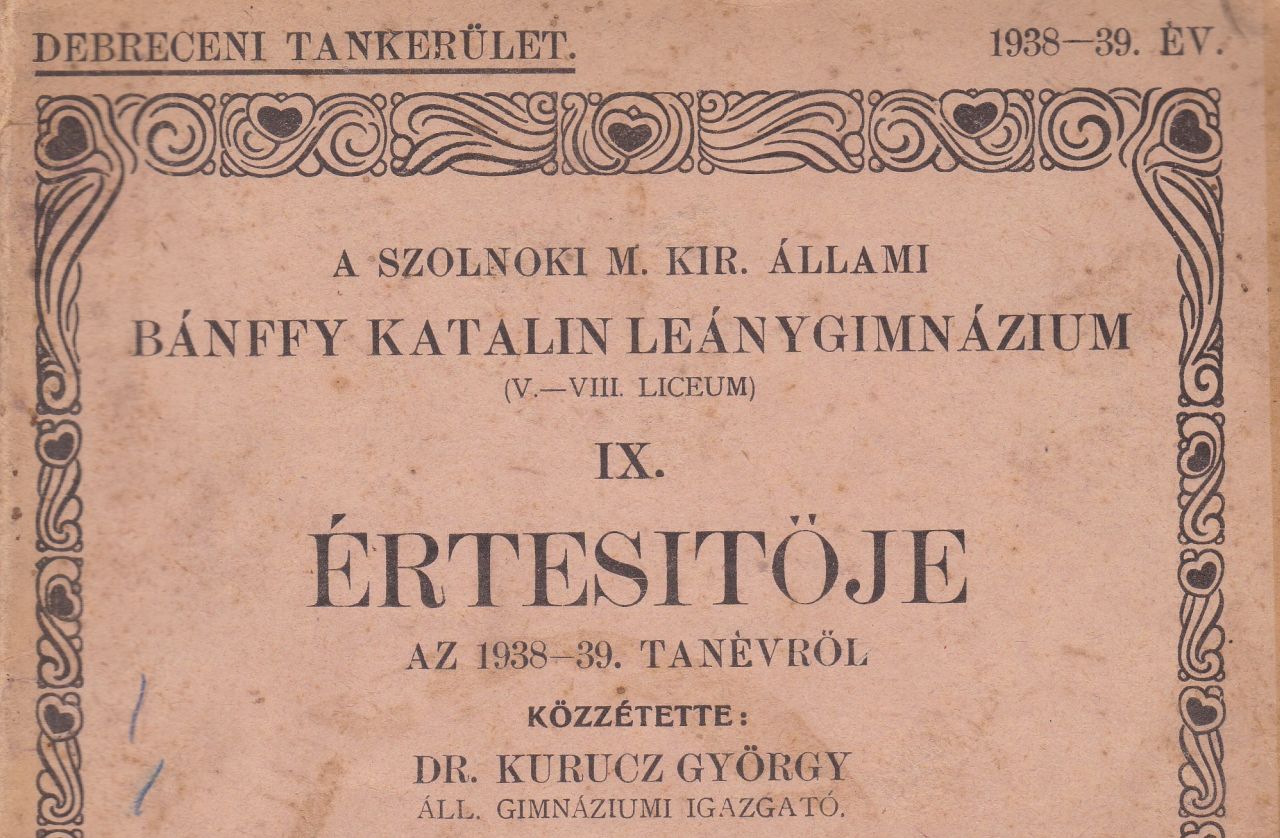 DEBRECENI TANKERÜLET.
1938—39. ÉV.
A SZOLNOKI M. KIR. ÁLLAMI
BÁNFFY KATALIN LEÁNYGIMNÁZIUM
(V.—VIII. LICEUM)
IX.
ÉRTESITÖJE
AZ 1938—39. TANÉVRŐL
KÖZZÉTETTE:
DR. KURUCZ GYÖRGY
ÁLL. GIMNÁZIUMI IGAZGATÓ.